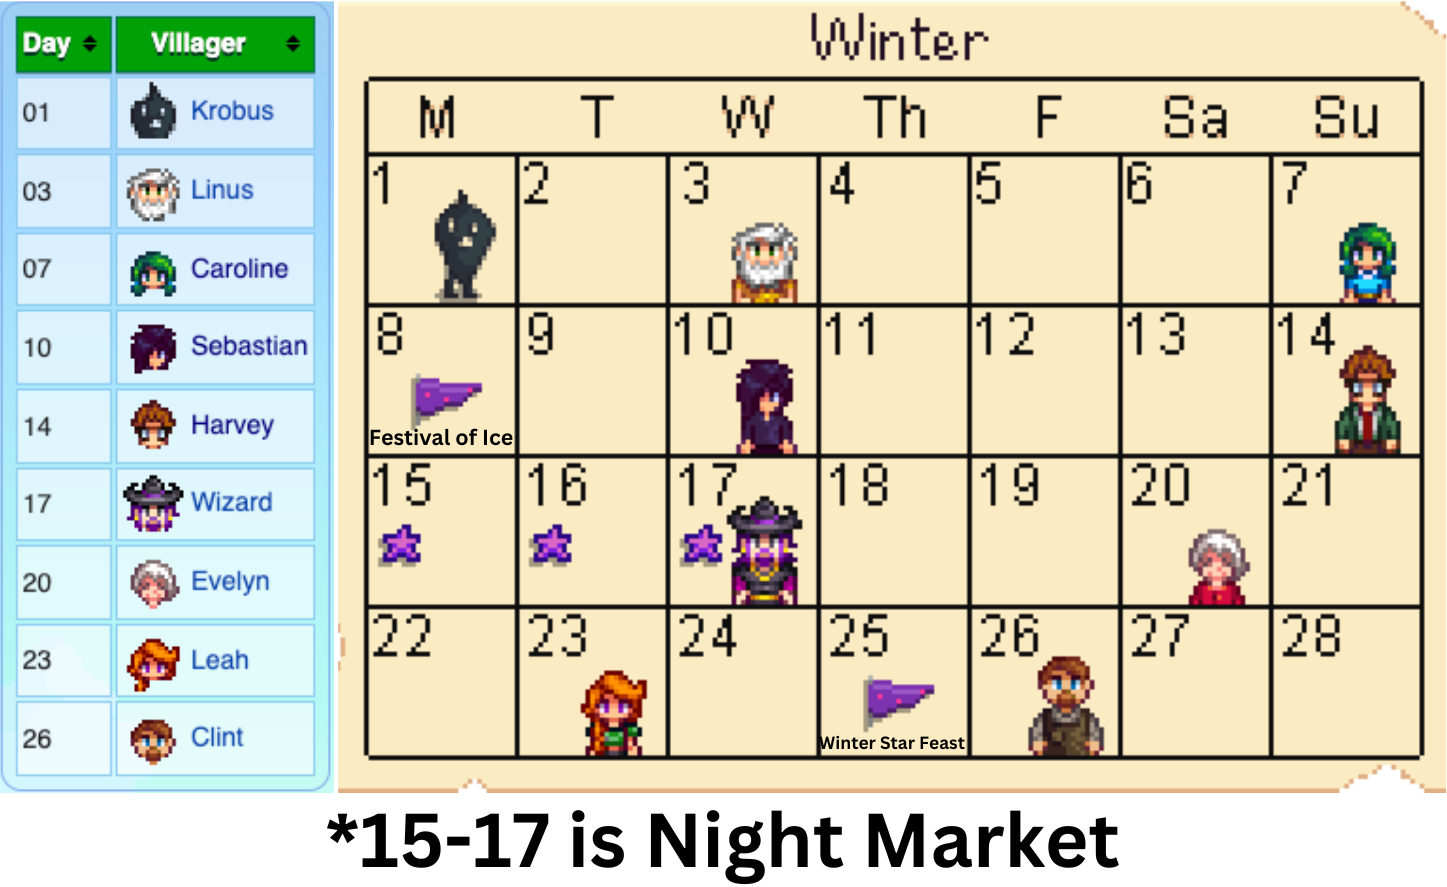 Day Villager
01 Krobus
03 Linus
07 Caroline
10 Sebastian
14 Harvey
17 Wizard
20 Evelyn
23 Leah
26 Clint
Winter
M T W Th F Sa Su
1 2 3 4 5 6 7
8 9 10 11 12 13 14
Festival of Ice
15 16 17 18 19 20 21
22 23 24 25 26 27 28
Winter Star Feast
*15-17 is Night Market